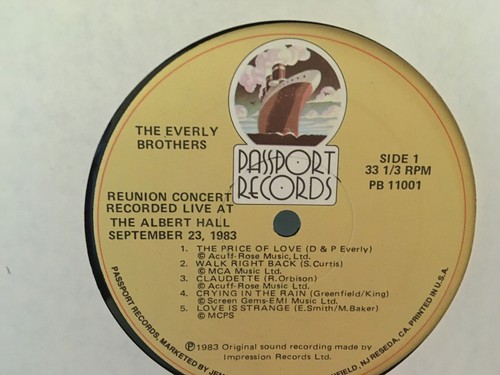 THE EVERLY
BROTHERS
PASSPORT
RECORDS
SIDE 1
33 1/3 RPM
PB 11001
REUNION CONCERT
RECORDED LIVE AT
THE ALBERT HALL
SEPTEMBER 23, 1983
1. THE PRICE OF LOVE (D & P Everly)
© Acuff-Rose Music, Ltd.
2. WALK RIGHT BACK (S. Curtis)
© MCA Music Ltd.
3. CLAUDETTE (R. Orbison)
© Acuff-Rose Music Ltd.
4. CRYING IN THE RAIN (Greenfield/King)
© Screen Gems-EMI Music Ltd.
5. LOVE IS STRANGE (E.Smith/M.Baker)
© MCPS
℗ 1983 Original sound recording made by
Impression Records Ltd.
PASSPORT RECORDS, MARKETED BY JEM NJ RESEDA, CA. PRINTED IN U.S.A.